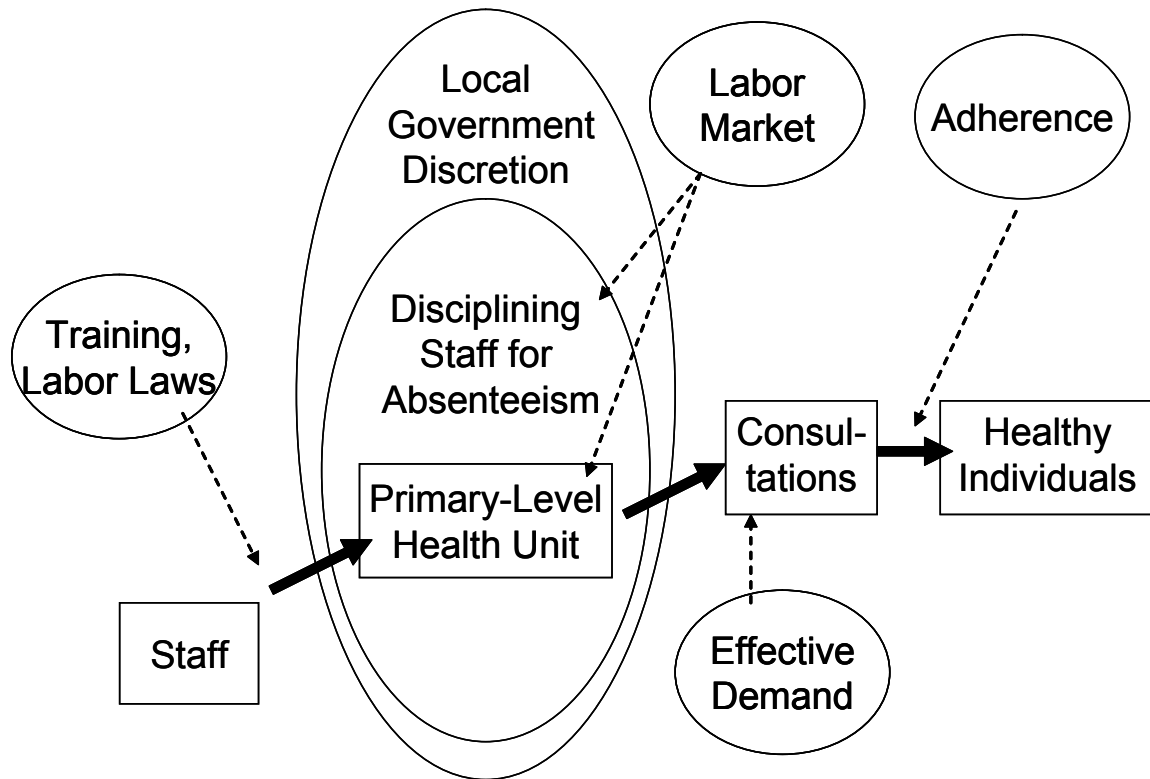 Local
Government
Discretion
Labor
Market
Adherence
Training,
Labor Laws
Disciplining
Staff for
Absenteeism
Consul-
tations
Healthy
Individuals
Primary-Level
Health Unit
Staff
Effective
Demand